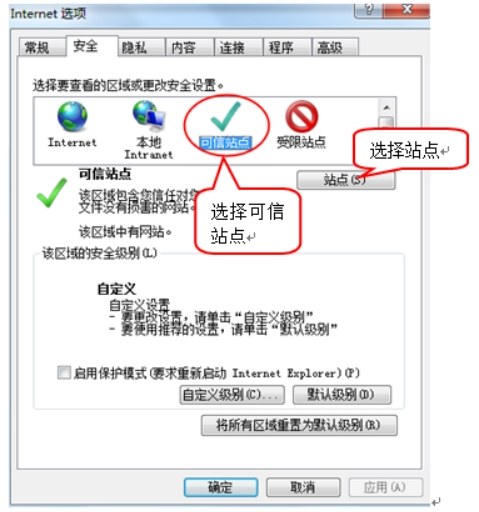 Internet 选项
常规 安全 隐私 内容 连接 程序 高级
选择要查看的区域或更改安全设置。
Internet 本地 Intranet 可信站点 受限站点
选择站点
可信站点
站点(S)
该区域包含您信任对您
文件没有损害的网站。
选择可信
站点
该区域中有网站。
该区域的安全级别(L)
自定义
自定义设置
- 要更改设置，请单击“自定义级别”
- 要使用推荐的设置，请单击“默认级别”
启用保护模式(要求重新启动 Internet Explorer)(P)
自定义级别(C)... 默认级别(D)
将所有区域重置为默认级别(R)
确定 取消 应用(A)